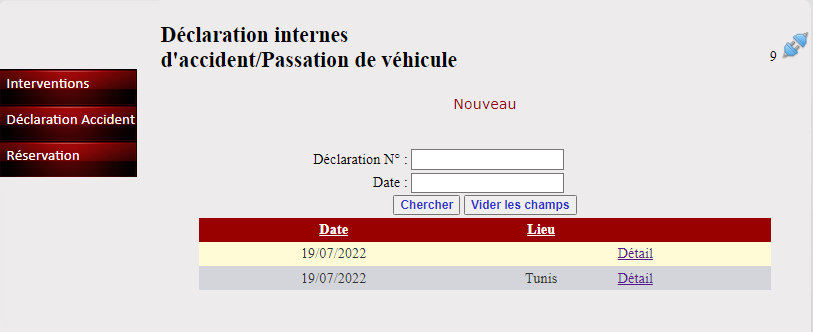 Déclaration internes
d'accident/Passation de véhicule
9
Interventions
Déclaration Accident
Réservation
Nouveau
Déclaration N° :
Date :
Chercher Vider les champs
Date Lieu
19/07/2022 Détail
19/07/2022 Tunis Détail